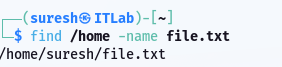 ┌──(suresh㉿ITLab)-[~]
└─$ find /home -name file.txt
/home/suresh/file.txt